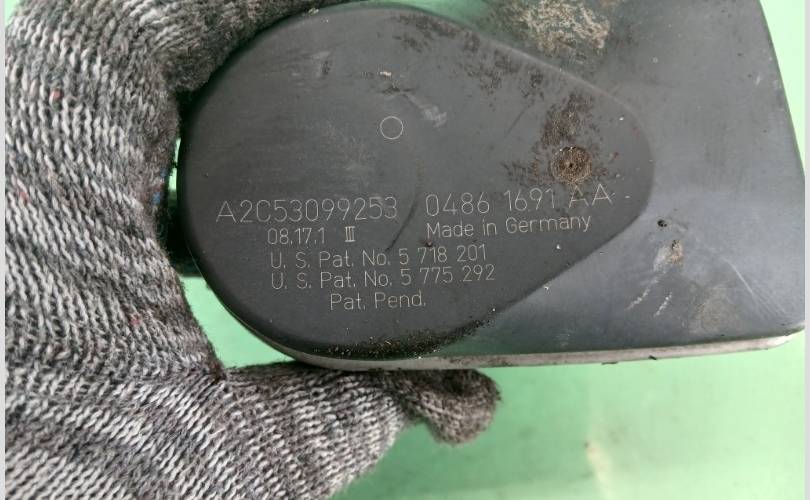 A2C53099253 0486 1691 AA
08.17.1 III Made in Germany
U. S. Pat. No. 5 718 201
U. S. Pat. No. 5 775 292
Pat. Pend.